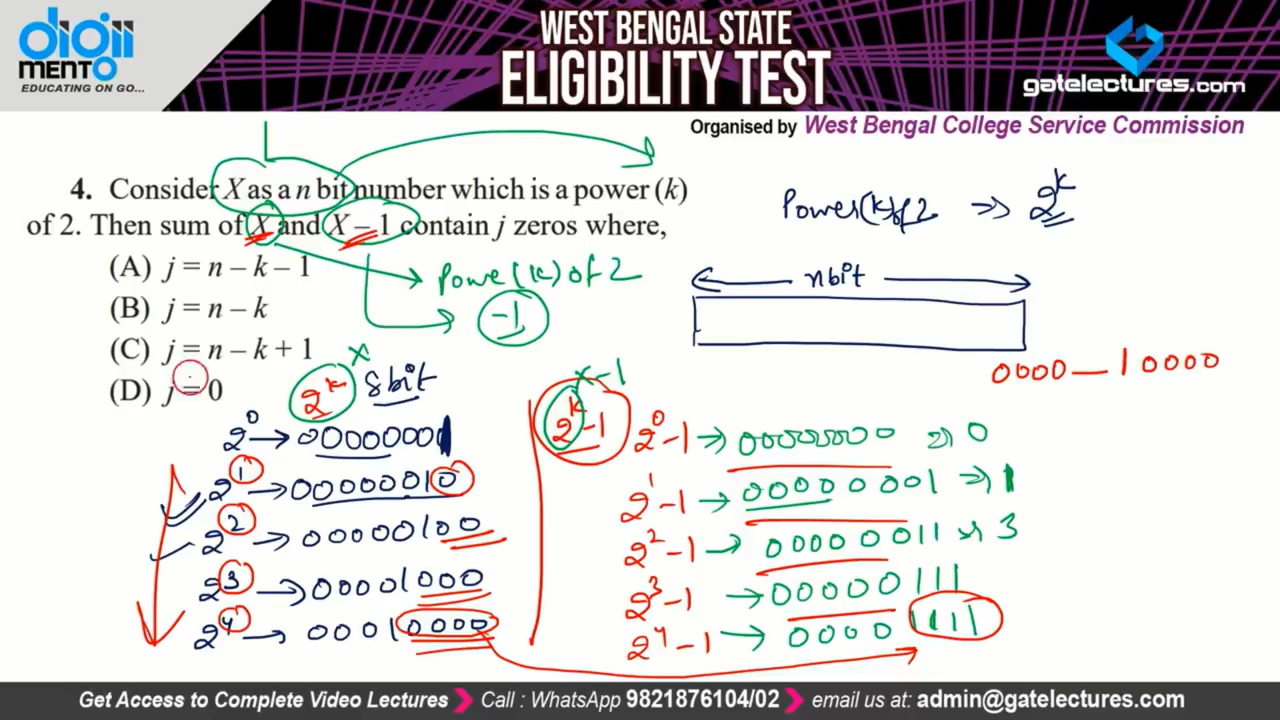 digii
MENTO
EDUCATING ON GO...
WEST BENGAL STATE
ELIGIBILITY TEST
gatelectures.com
Organised by West Bengal College Service Commission
4. Consider X as a n bit number which is a power (k)
of 2. Then sum of X and X – 1 contain j zeros where,
(A) j = n – k – 1
(B) j = n – k
(C) j = n – k + 1
(D) j = 0
Power(k)of 2 => 2^k
n bit
Powe(k) of 2
-1
0000—10000
x
2^k 8bit
2^0 → 00000001
2^1 → 00000010
2^2 → 00000100
2^3 → 00001000
2^4 → 00010000
x-1
2^k-1
2^0-1 → 00000000 => 0
2^1-1 → 000000001 => 1
2^2-1 → 00000011 => 3
2^3-1 → 00000111
2^4-1 → 00001111
Get Access to Complete Video Lectures
Call : WhatsApp 9821876104/02
email us at: admin@gatelectures.com